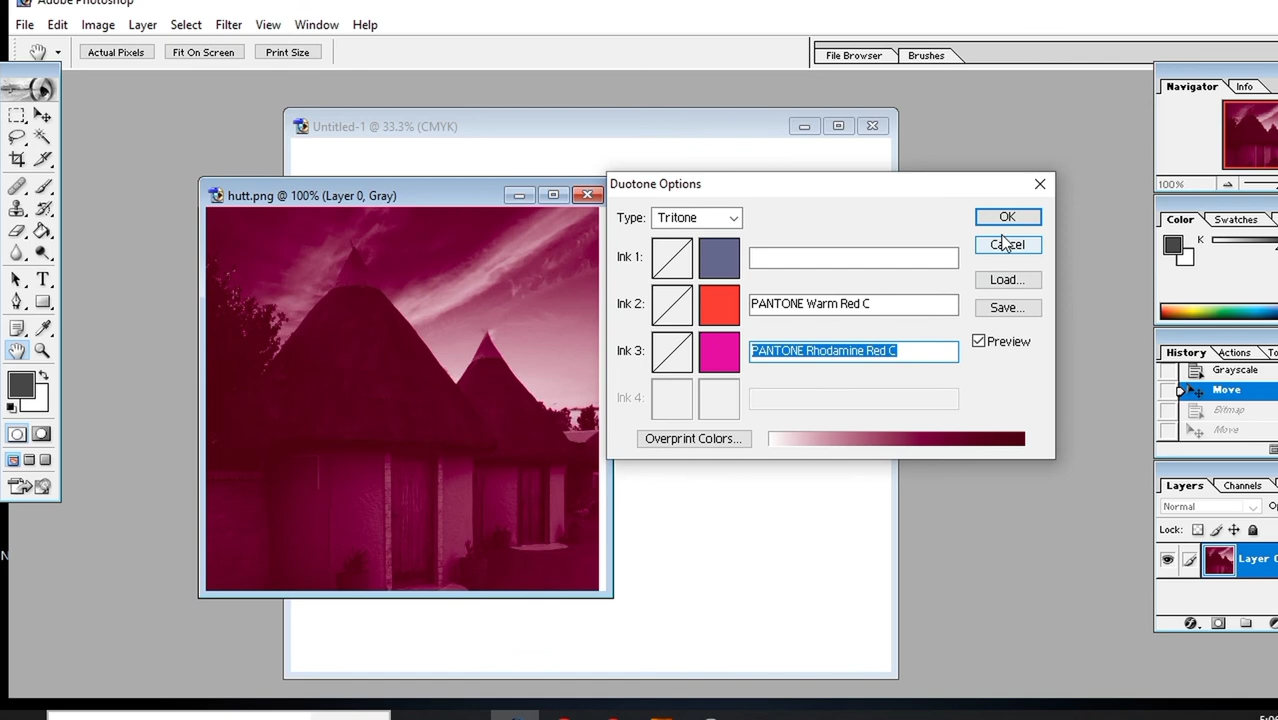 Adobe Photoshop
File Edit Image Layer Select Filter View Window Help
Actual Pixels Fit On Screen Print Size File Browser Brushes
Navigator Info
100%
Color Swatches
K
History Actions
Grayscale
Move
Bitmap
Move
Layers Channels
Normal
Lock:
Layer 0
Untitled-1 @ 33.3% (CMYK)
hutt.png @ 100% (Layer 0, Gray)
Duotone Options
Type: Tritone OK
Ink 1: Cancel
Load...
Ink 2: PANTONE Warm Red C Save...
Preview
Ink 3: PANTONE Rhodamine Red C
Ink 4:
Overprint Colors...